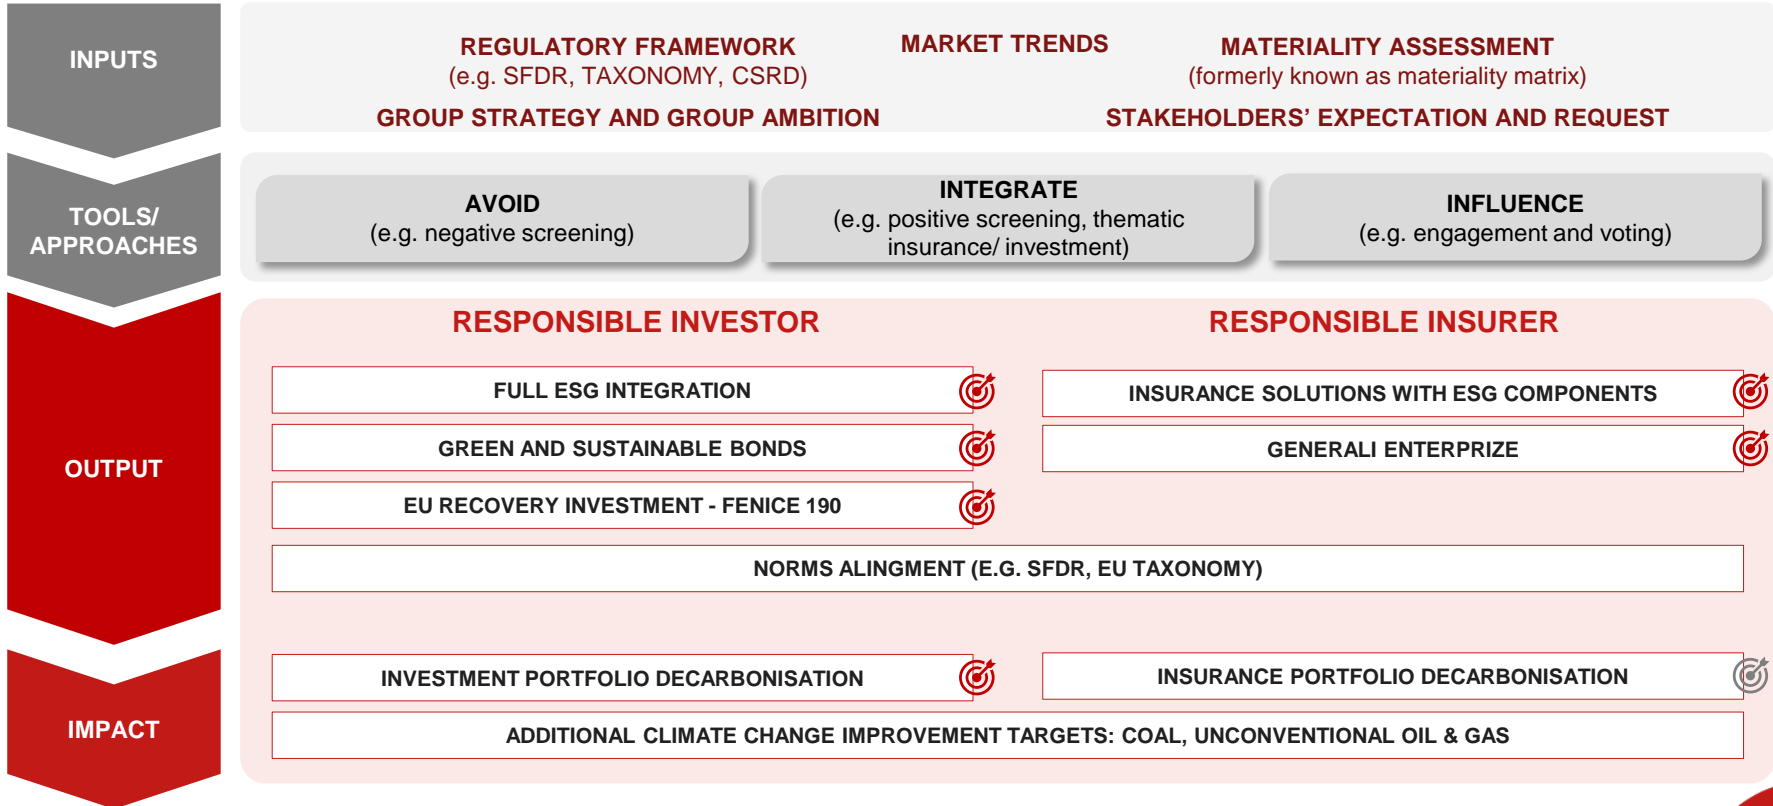 INPUTS
REGULATORY FRAMEWORK
(e.g. SFDR, TAXONOMY, CSRD)
MARKET TRENDS
MATERIALITY ASSESSMENT
(formerly known as materiality matrix)
GROUP STRATEGY AND GROUP AMBITION
STAKEHOLDERS’ EXPECTATION AND REQUEST
TOOLS/
APPROACHES
AVOID
(e.g. negative screening)
INTEGRATE
(e.g. positive screening, thematic
insurance/ investment)
INFLUENCE
(e.g. engagement and voting)
OUTPUT
RESPONSIBLE INVESTOR
RESPONSIBLE INSURER
FULL ESG INTEGRATION
INSURANCE SOLUTIONS WITH ESG COMPONENTS
GREEN AND SUSTAINABLE BONDS
GENERALI ENTERPRIZE
EU RECOVERY INVESTMENT - FENICE 190
NORMS ALINGMENT (E.G. SFDR, EU TAXONOMY)
IMPACT
INVESTMENT PORTFOLIO DECARBONISATION
INSURANCE PORTFOLIO DECARBONISATION
ADDITIONAL CLIMATE CHANGE IMPROVEMENT TARGETS: COAL, UNCONVENTIONAL OIL & GAS